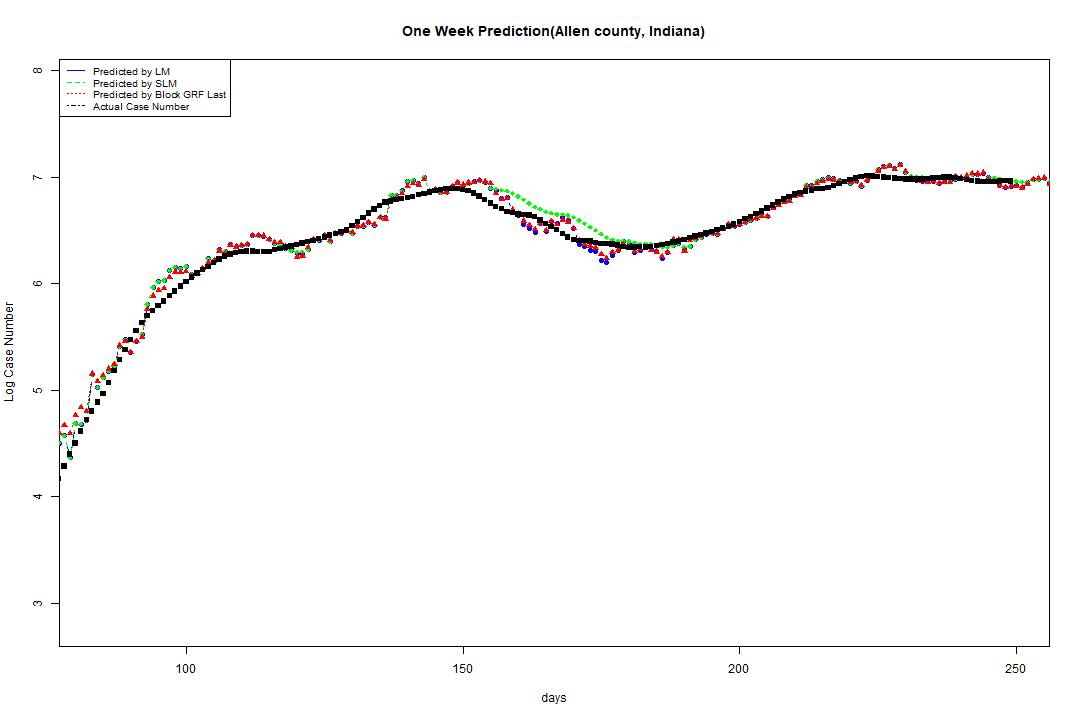 One Week Prediction(Allen county, Indiana)
Predicted by LM
Predicted by SLM
Predicted by Block GRF Last
Actual Case Number
8
7
6
5
4
3
Log Case Number
100 150 200 250
days